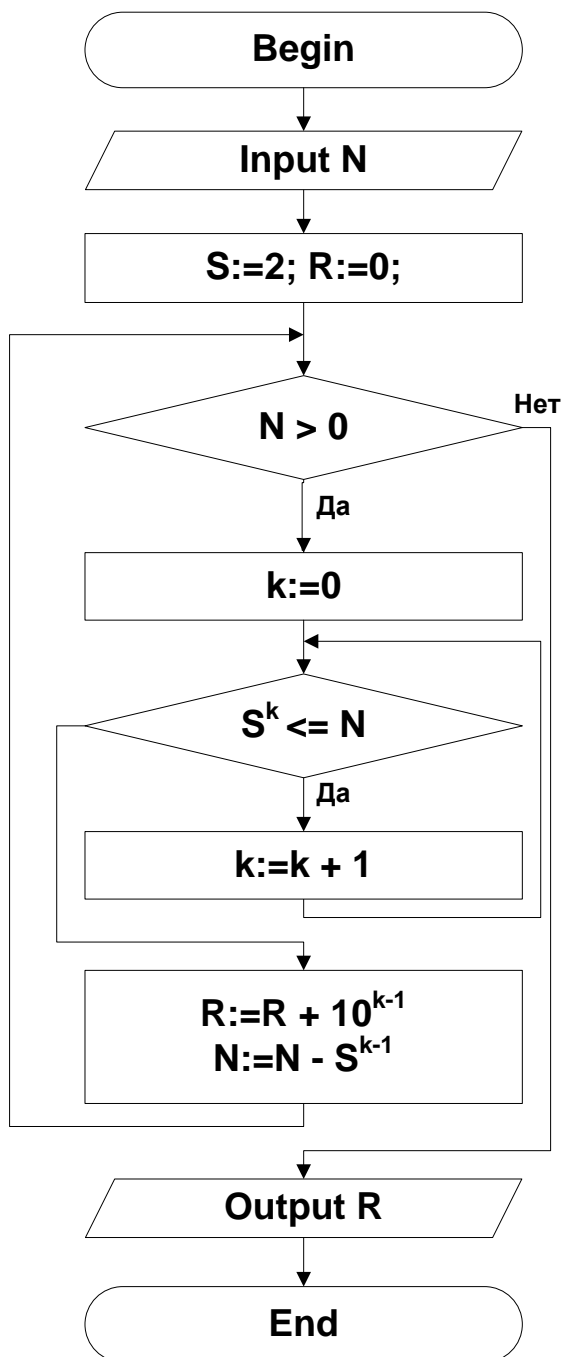 Begin
Input N
S:=2; R:=0;
N > 0
Нет
Да
k:=0
S^k <= N
Да
k:=k + 1
R:=R + 10^k-1
N:=N - S^k-1
Output R
End